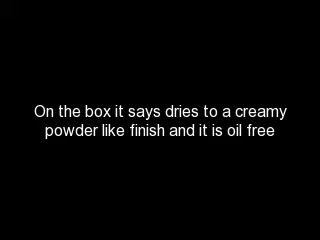 On the box it says dries to a creamy
powder like finish and it is oil free